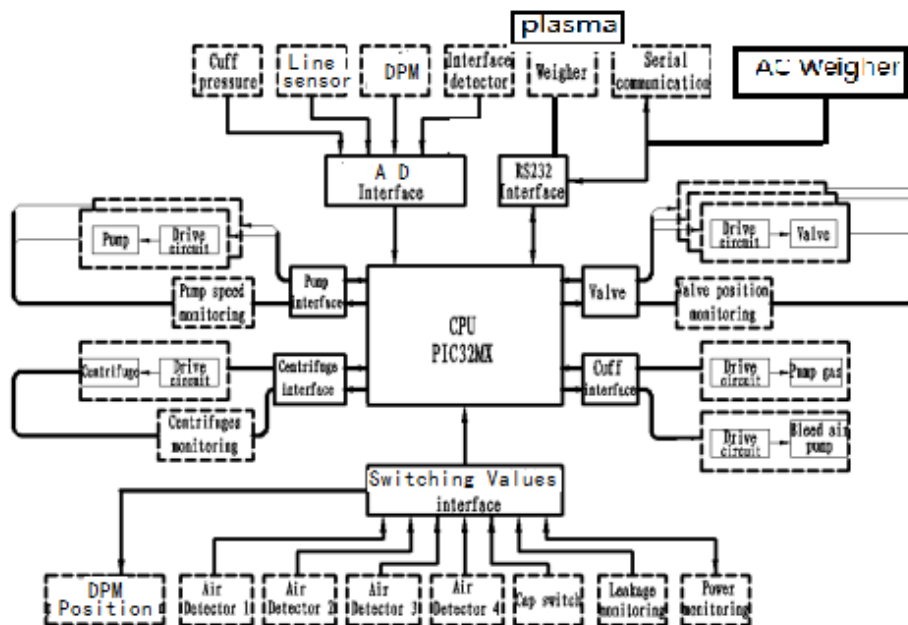 plasma
Cuff
pressure
Line
sensor
DPM
Interface
detector
Weigher
Serial
communication
AC Weigher
A D
Interface
RS232
Interface
Pump
Drive
circuit
Drive
circuit
Valve
Pump speed
monitoring
Pump
interface
CPU
PIC32MX
Valve
Valve position
monitoring
Centrifuge
Drive
circuit
Centrifuge
interface
Cuff
interface
Drive
circuit
Pump gas
Centrifuges
monitoring
Drive
circuit
Bleed air
pump
Switching Values
interface
DPM
Position
Air
Detector 1
Air
Detector 2
Air
Detector 3
Air
Detector 4
Cap switch
Leakage
monitoring
Power
monitoring